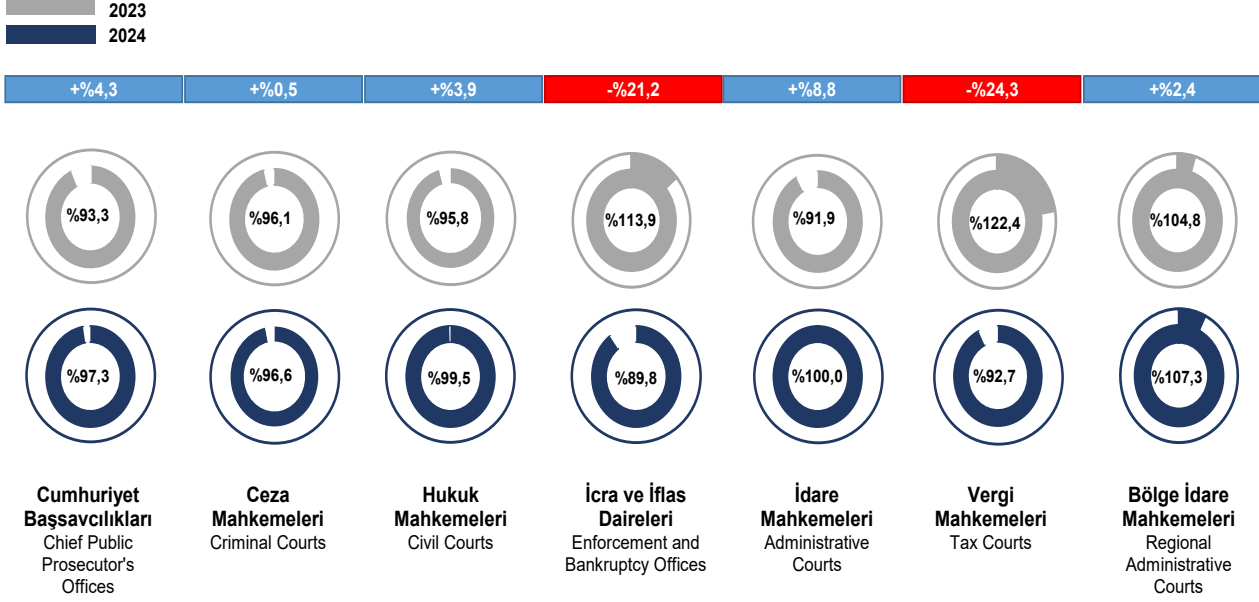 2023
2024
+%4,3
+%0,5
+%3,9
-%21,2
+%8,8
-%24,3
+%2,4
%93,3
%96,1
%95,8
%113,9
%91,9
%122,4
%104,8
%97,3
%96,6
%99,5
%89,8
%100,0
%92,7
%107,3
Cumhuriyet
Başsavcılıkları
Chief Public
Prosecutor's
Offices
Ceza
Mahkemeleri
Criminal Courts
Hukuk
Mahkemeleri
Civil Courts
İcra ve İflas
Daireleri
Enforcement and
Bankruptcy Offices
İdare
Mahkemeleri
Administrative
Courts
Vergi
Mahkemeleri
Tax Courts
Bölge İdare
Mahkemeleri
Regional
Administrative
Courts